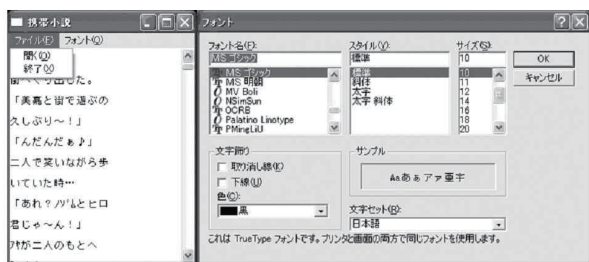 携帯小説
ファイル(F) フォント(O)
開く(O)
終了(X)
「美嘉と街で遊ぶの
久しぶり～！」
「んだんだぁ♪」
二人で笑いながら歩
いていた時…
「あれ？ノゾムとヒロ
君じゃ～ん！」
アヤが二人のもとへ
フォント
フォント名(F):
MS ゴシック
MS ゴシック
MS 明朝
MV Boli
NSimSun
OCRB
Palatino Linotype
PMingLiU
スタイル(Y):
標準
標準
斜体
太字
太字 斜体
サイズ(S):
10
10
11
12
14
16
18
20
OK
キャンセル
文字飾り
取り消し線(K)
下線(U)
色(C):
黒
サンプル
Aaあぁアァ亜宇
文字セット(R):
日本語
これは TrueType フォントです。プリンタと画面の両方で同じフォントを使用します。